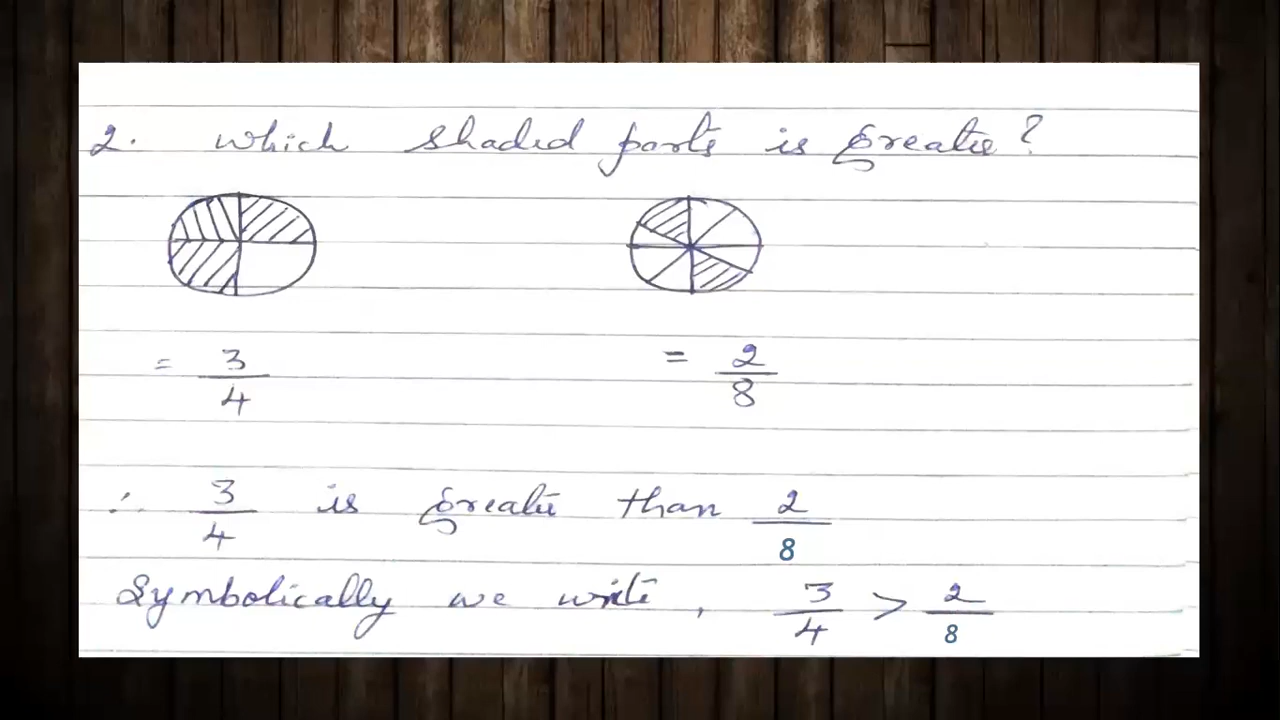 2. Which shaded parts is greater?
= 3/4 = 2/8
∴ 3/4 is greater than 2/8
Symbolically we write, 3/4 > 2/8